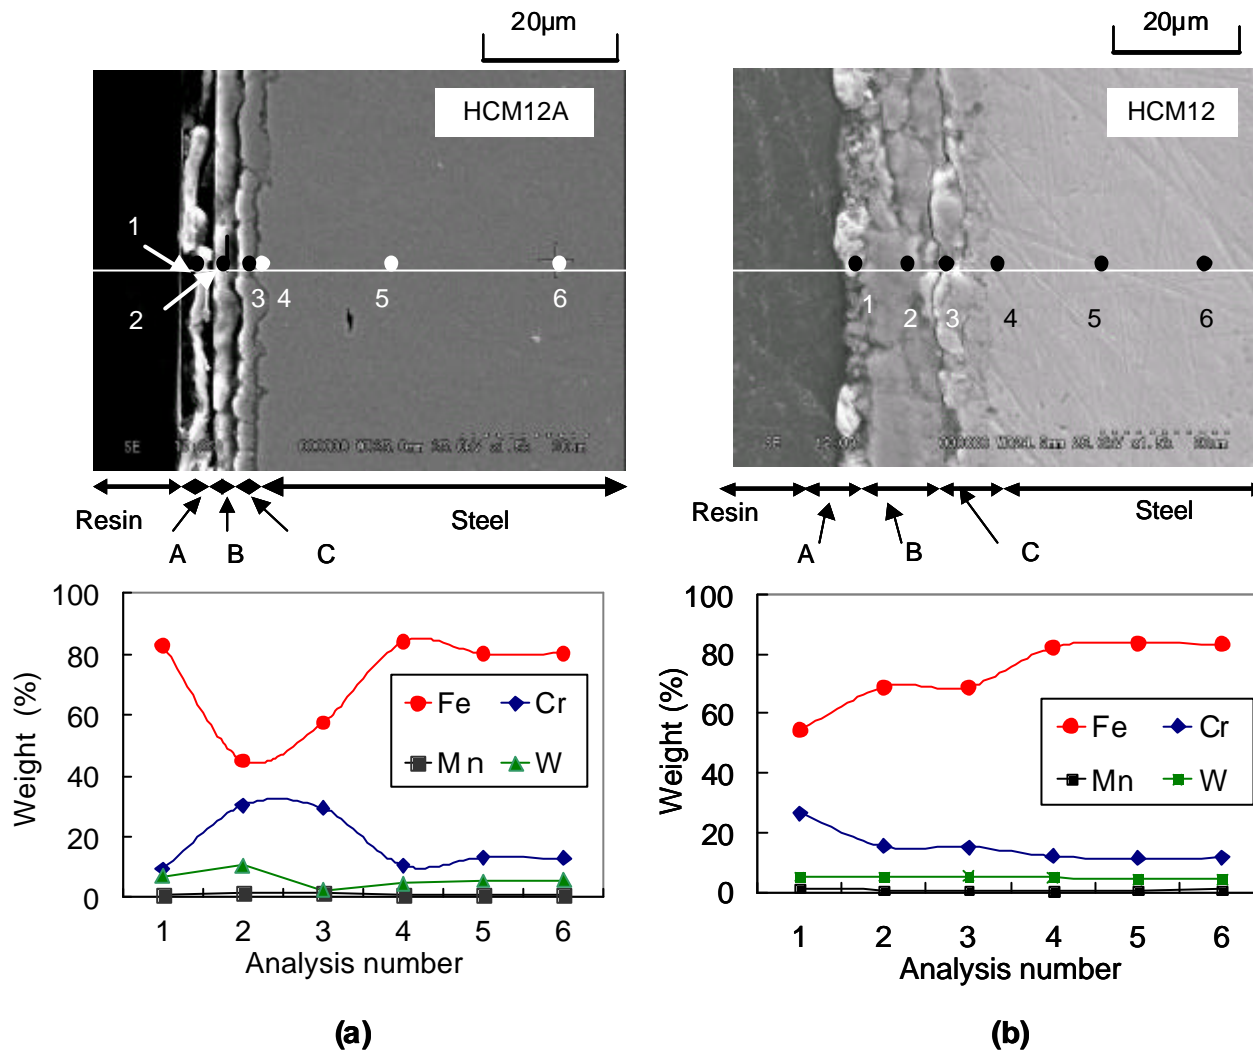 20µm
20µm
HCM12A
HCM12
1
2
3
4
5
6
1
2
3
4
5
6
SE
SE
Resin
A
B
C
Steel
Resin
A
B
C
Steel
Weight (%)
100
80
60
40
20
0
Fe
Cr
Mn
W
1 2 3 4 5 6
Analysis number
Weight (%)
100
80
60
40
20
0
Fe
Cr
Mn
W
1 2 3 4 5 6
Analysis number
(a)
(b)